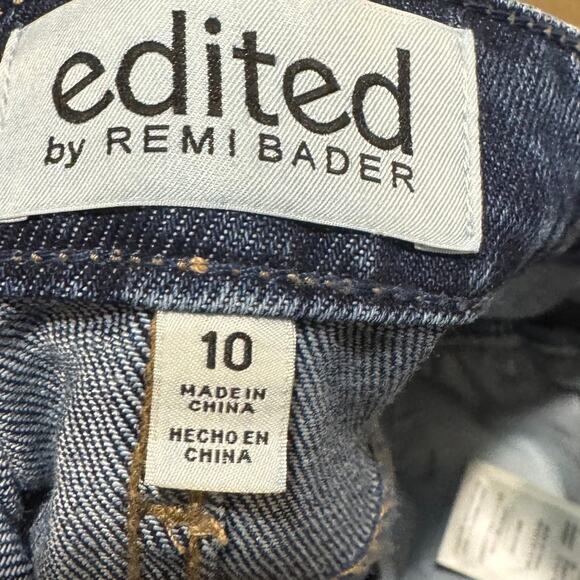 edited
by REMI BADER
10
MADE IN
CHINA
HECHO EN
CHINA